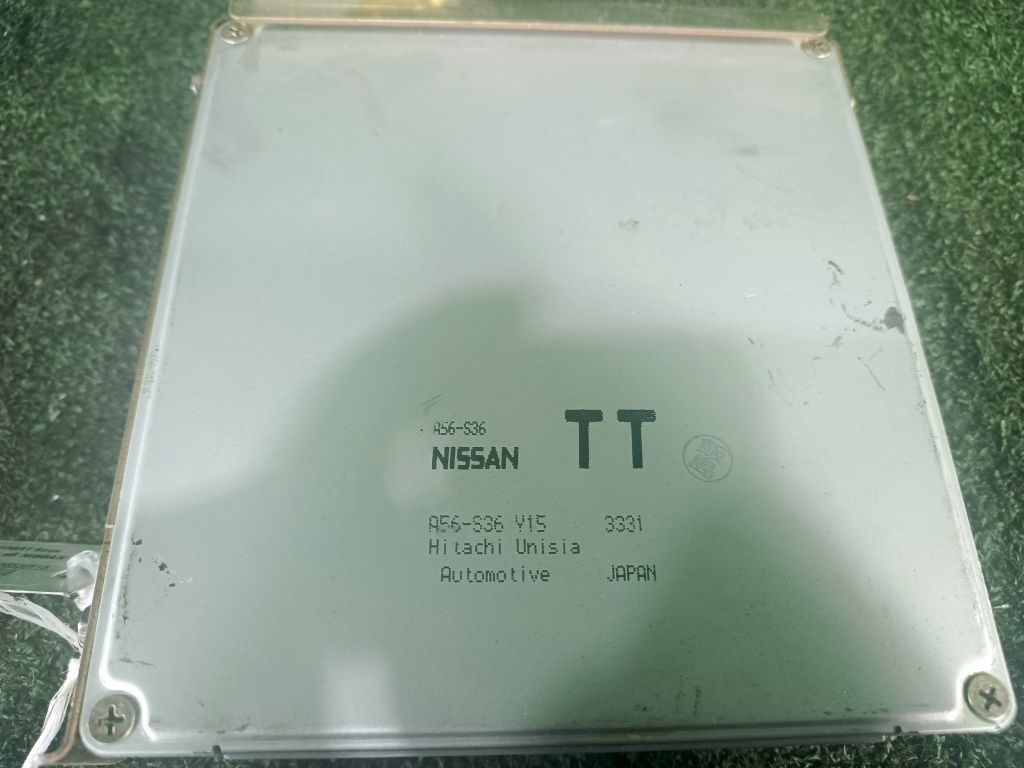 A56-S36
NISSAN TT
A56-S36 Y15 3331
Hitachi Unisia
Automotive JAPAN